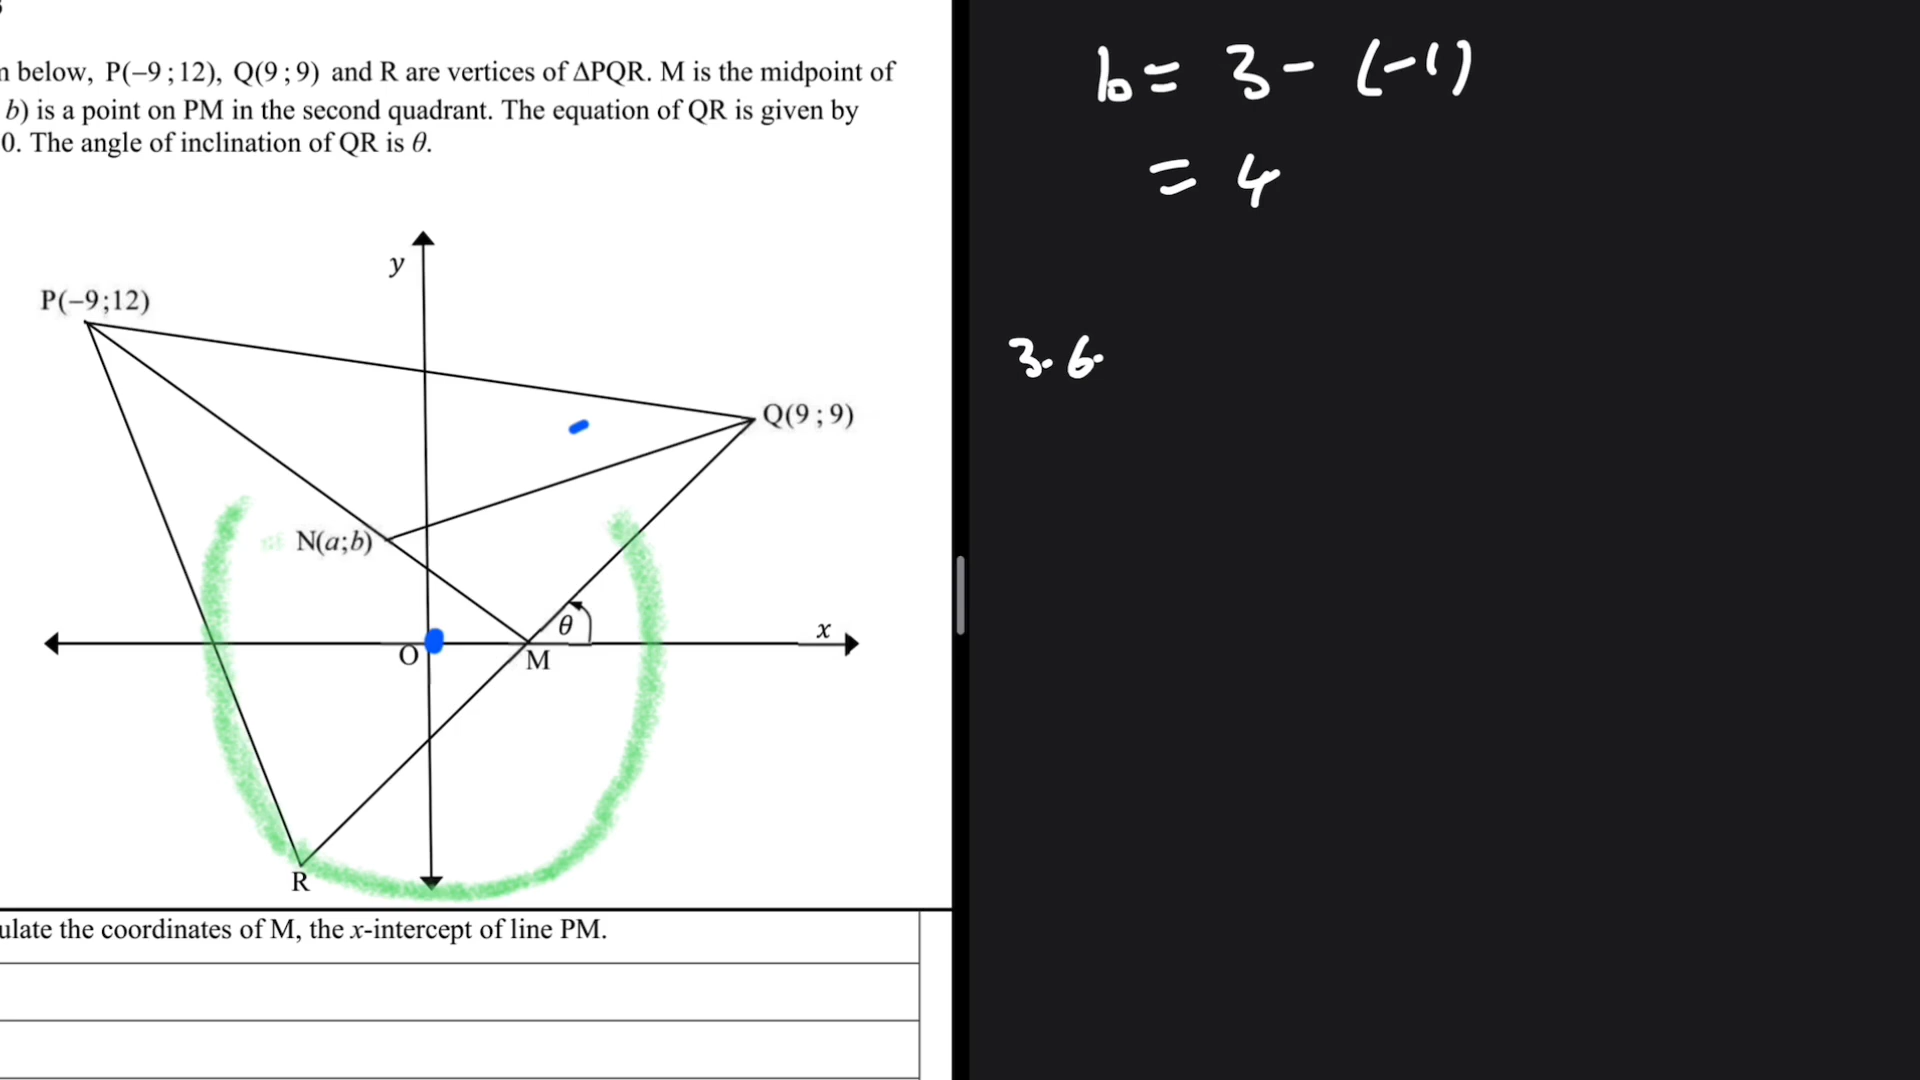 below, P(–9 ; 12), Q(9 ; 9) and R are vertices of ΔPQR. M is the midpoint of
b) is a point on PM in the second quadrant. The equation of QR is given by
0. The angle of inclination of QR is θ.
y
P(–9;12)
Q(9 ; 9)
N(a;b)
θ
x
O
M
R
ulate the coordinates of M, the x-intercept of line PM.
b = 3 - (-1)
= 4
3.6.